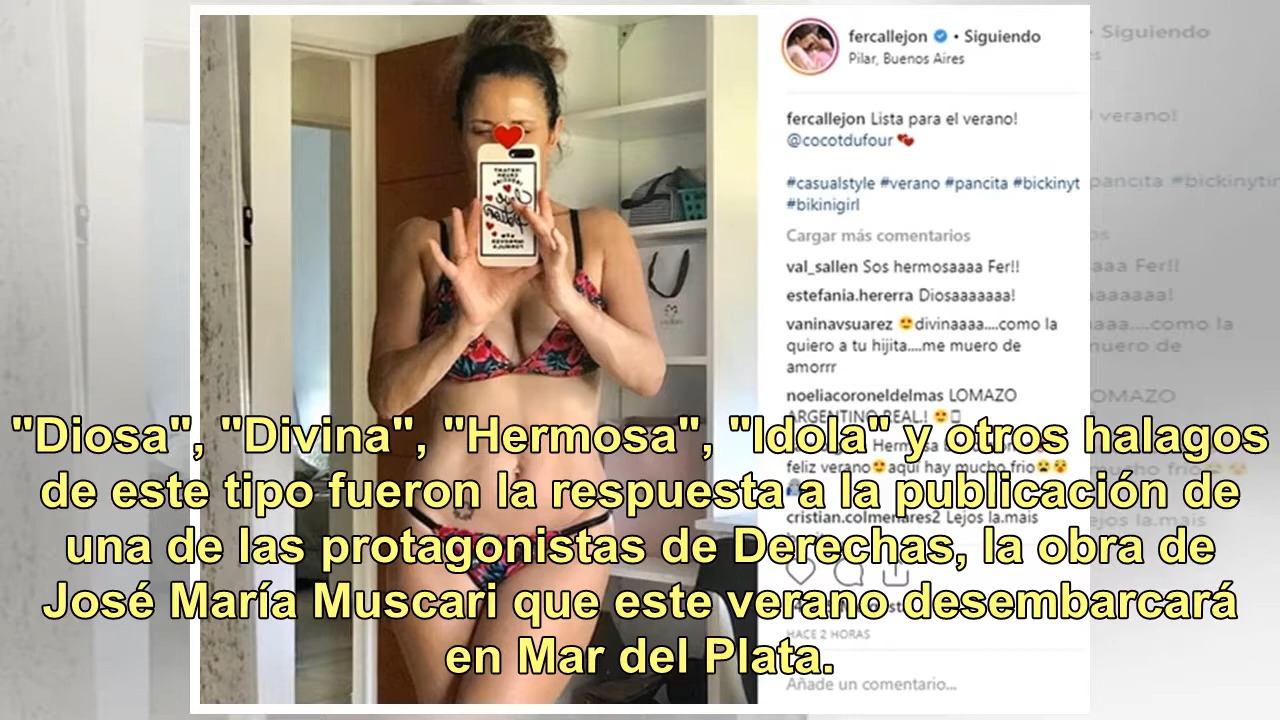 fercallejon • Siguiendo
Pilar, Buenos Aires
fercallejon Lista para el verano!
@cocotdufour
#casualstyle #verano #pancita #bickinyt
#bikinigirl
Cargar más comentarios
val_sallen Sos hermosaaaa Fer!!
estefania.hererra Diosaaaaaaa!
vaninavsuarez 😍divinaaaa....como la
quiero a tu hijita....me muero de
amorrr
noeliacoroneldelmas LOMAZO
ARGENTINO REAL.! 😍
Hermosa
feliz verano😍aquí hay mucho frio
cristian.colmenares2 Lejos la.mais
HACE 2 HORAS
Añade un comentario...
"Diosa", "Divina", "Hermosa", "Idola" y otros halagos
de este tipo fueron la respuesta a la publicación de
una de las protagonistas de Derechas, la obra de
José María Muscari que este verano desembarcará
en Mar del Plata.